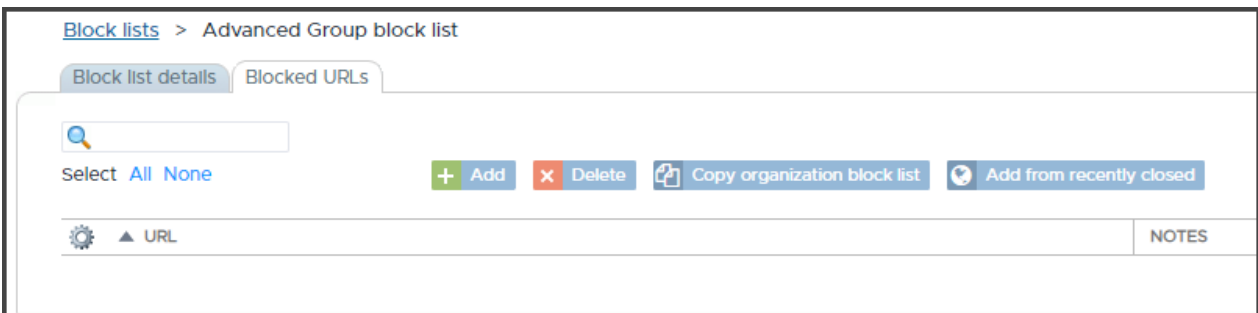 Block lists > Advanced Group block list
Block list details Blocked URLs
Select All None + Add × Delete Copy organization block list Add from recently closed
▲ URL NOTES